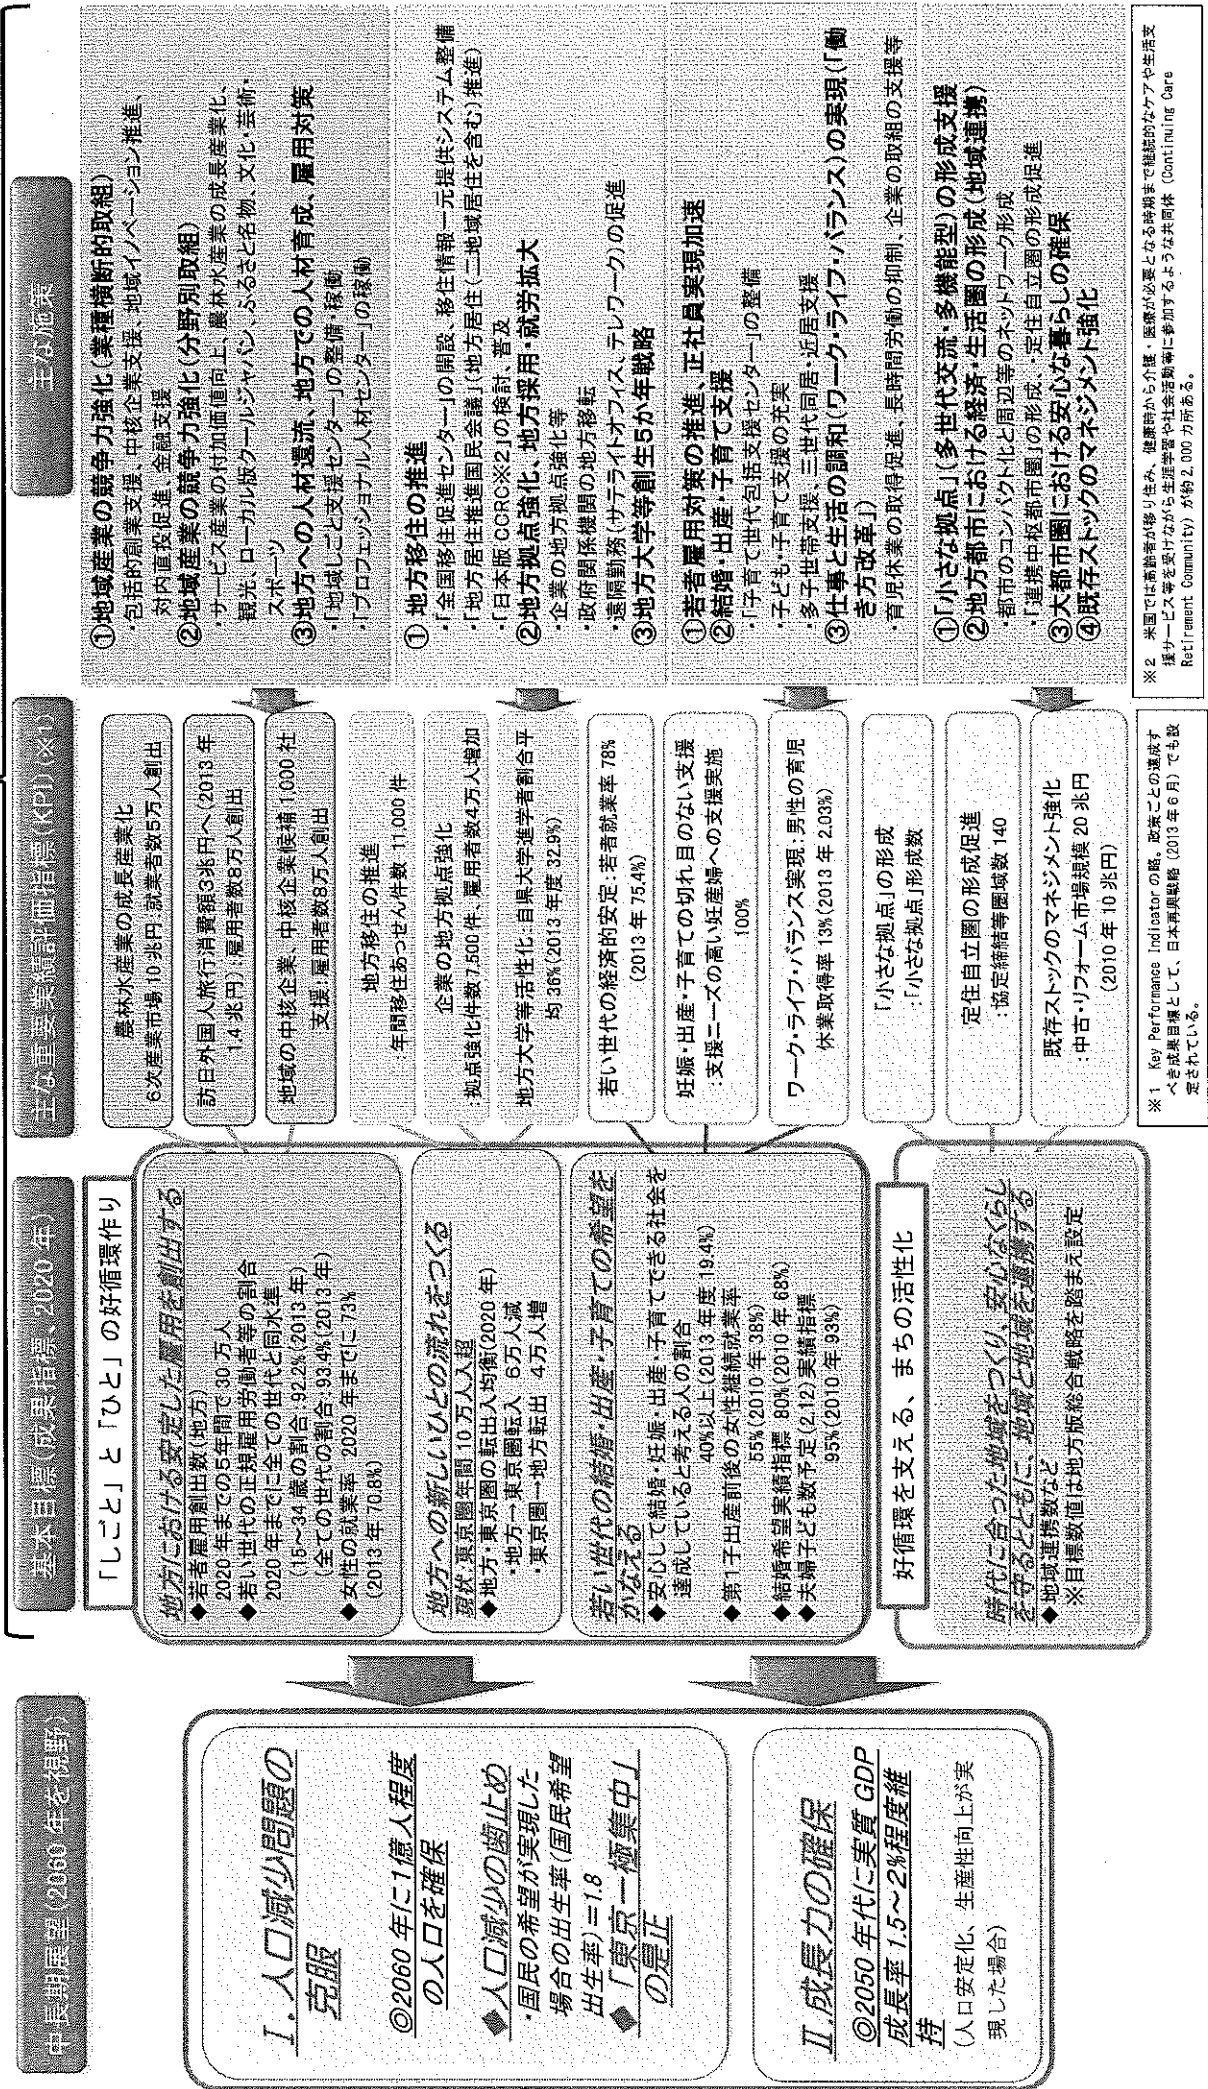 中長期展望(2060年を視野)
Ⅰ.人口減少問題の
克服
◎2060年に1億人程度
の人口を確保
◆人口減少の歯止め
・国民の希望が実現した
場合の出生率(国民希望
出生率)=1.8
◆「東京一極集中」
の是正
Ⅱ.成長力の確保
◎2050年代に実質GDP
成長率1.5~2%程度維
持
(人口安定化、生産性向上が実
現した場合)
基本目標(成果指標、2020年)
「しごと」と「ひと」の好循環作り
地方における安定した雇用を創出する
◆若者雇用創出数(地方)
2020年までの5年間で30万人
◆若い世代の正規雇用労働者等の割合
2020年までに全ての世代と同水準
(15~34歳の割合:92.2%(2013年)
(全ての世代の割合:93.4%(2013年)
◆女性の就業率 2020年までに73%
(2013年70.8%)
地方への新しいひとの流れをつくる
現状:東京圏年間10万人入超
◆地方・東京圏の転出入均衡(2020年)
・地方→東京圏転入 6万人減
・東京圏→地方転出 4万人増
若い世代の結婚・出産・子育ての希望を
かなえる
◆安心して結婚・妊娠・出産・子育てできる社会を
達成していると考える人の割合
40%以上(2013年度19.4%)
◆第1子出産前後の女性継続就業率
55%(2010年38%)
◆結婚希望実績指標 80%(2010年68%)
◆夫婦子ども数予定(2.12)実績指標
95%(2010年93%)
好循環を支える、まちの活性化
時代に合った地域をつくり、安心なくらし
を守るとともに、地域と地域を連携する
◆地域連携数など
※目標数値は地方版総合戦略を踏まえ設定
主な重要業績評価指標(KPI)(※1)
農林水産業の成長産業化
6次産業市場10兆円:就業者数5万人創出
訪日外国人旅行消費額3兆円へ(2013年
1.4兆円):雇用者数8万人創出
地域の中核企業、中核企業候補1,000社
支援:雇用者数8万人創出
地方移住の推進
年間移住あっせん件数 11,000件
企業の地方拠点強化
:拠点強化件数7,500件、雇用者数4万人増加
地方大学等活性化:自県大学進学者割合平
均36%(2013年度32.9%)
若い世代の経済的安定:若者就業率78%
(2013年75.4%)
妊娠・出産・子育ての切れ目のない支援
:支援ニーズの高い妊産婦への支援実施
100%
ワーク・ライフ・バランス実現:男性の育児
休業取得率13%(2013年2.03%)
「小さな拠点」の形成
:「小さな拠点」形成数
定住自立圏の形成促進
:協定締結等圏域数140
既存ストックのマネジメント強化
:中古・リフォーム市場規模20兆円
(2010年10兆円)
※1 Key Performance Indicatorの略。政策ごとの達成す
べき成果目標として、日本再興戦略(2013年6月)でも設
定されている。
主な施策
①地域産業の競争力強化(業種横断的取組)
・包括的創業支援、中核企業支援、地域イノベーション推進、
対内直投促進、金融支援
②地域産業の競争力強化(分野別取組)
・サービス産業の付加価値向上、農林水産業の成長産業化、
観光、ローカル版クールジャパン、ふるさと名物、文化・芸術・
スポーツ
③地方への人材還流、地方での人材育成、雇用対策
・「地域しごと支援センター」の整備・稼働
・「プロフェッショナル人材センター」の稼働
①地方移住の推進
・「全国移住促進センター」の開設、移住情報一元提供システム整備
・「地方居住推進国民会議」(地方居住(二地域居住を含む)推進)
・「日本版CCRC※2」の検討、普及
②地方拠点強化、地方採用・就労拡大
・企業の地方拠点強化等
・政府関係機関の地方移転
・遠隔勤務(サテライトオフィス、テレワーク)の促進
③地方大学等創生5か年戦略
①若者雇用対策の推進、正社員実現加速
②結婚・出産・子育て支援
・「子育て世代包括支援センター」の整備
・子ども・子育て支援の充実
・多子世帯支援、三世代同居・近居支援
③仕事と生活の調和(ワーク・ライフ・バランス)の実現(「働
き方改革」)
・育児休業の取得促進、長時間労働の抑制、企業の取組の支援等
①「小さな拠点」(多世代交流・多機能型)の形成支援
②地方都市における経済・生活圏の形成(地域連携)
・都市のコンパクト化と周辺等のネットワーク形成
・「連携中枢都市圏」の形成、定住自立圏の形成促進
③大都市圏における安心な暮らしの確保
④既存ストックのマネジメント強化
※2 米国では高齢者が移り住み、健康時から介護・医療が必要となる時期まで継続的なケアや生活支
援サービス等を受けながら生涯学習や社会活動等に参加するような共同体(Continuing Care
Retirement Community)が約2,000カ所ある。